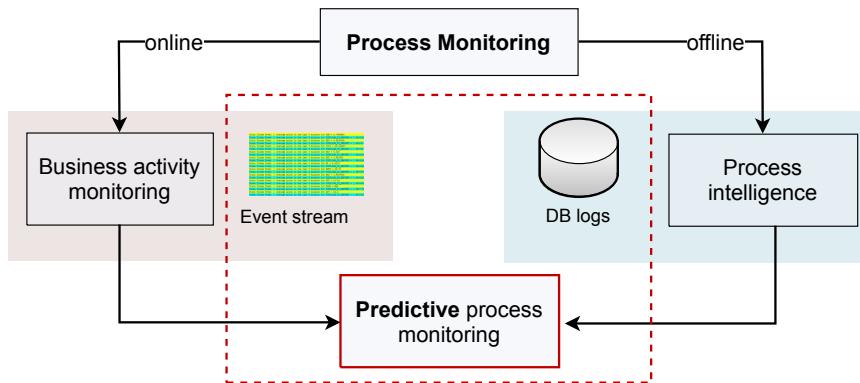 online
Process Monitoring
offline
Business activity
monitoring
Event stream
DB logs
Process
intelligence
Predictive process
monitoring